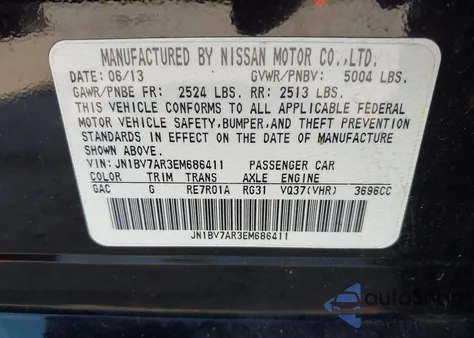 MANUFACTURED BY NISSAN MOTOR CO.,LTD.
DATE: 06/13 GVWR/PNBV: 5004 LBS.
GAWR/PNBE FR: 2524 LBS. RR: 2513 LBS.
THIS VEHICLE CONFORMS TO ALL APPLICABLE FEDERAL
MOTOR VEHICLE SAFETY, BUMPER, AND THEFT PREVENTION
STANDARDS IN EFFECT ON THE DATE OF MANUFACTURE
SHOWN ABOVE.
VIN: JN1BV7AR3EM686411 PASSENGER CAR
COLOR TRIM TRANS AXLE ENGINE
GAC G RE7R01A RG31 VQ37(VHR) 3696CC
JN1BV7AR3EM686411